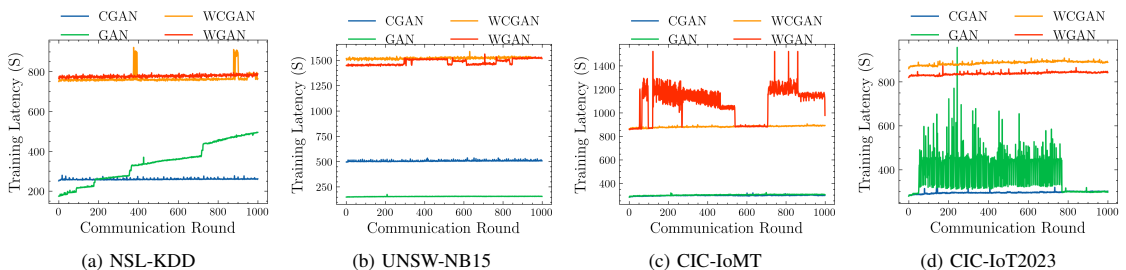 CGAN WCGAN
GAN WGAN
Training Latency (S)
800
600
400
200
0 200 400 600 800 1000
Communication Round
(a) NSL-KDD
CGAN WCGAN
GAN WGAN
Training Latency (S)
1500
1250
1000
750
500
250
0 200 400 600 800 1000
Communication Round
(b) UNSW-NB15
CGAN WCGAN
GAN WGAN
Training Latency (S)
1400
1200
1000
800
600
400
0 200 400 600 800 1000
Communication Round
(c) CIC-IoMT
CGAN WCGAN
GAN WGAN
Training Latency (S)
800
600
400
0 200 400 600 800 1000
Communication Round
(d) CIC-IoT2023